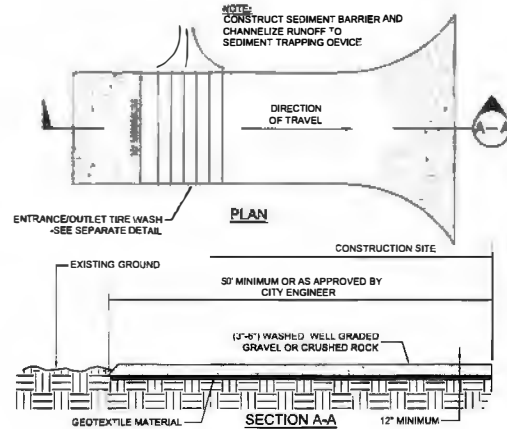 NOTE:
CONSTRUCT SEDIMENT BARRIER AND
CHANNELIZE RUNOFF TO
SEDIMENT TRAPPING DEVICE
DIRECTION
OF TRAVEL
A-A
ENTRANCE/OUTLET TIRE WASH
-SEE SEPARATE DETAIL
PLAN
CONSTRUCTION SITE
EXISTING GROUND
50' MINIMUM OR AS APPROVED BY
CITY ENGINEER
(3"-6") WASHED WELL GRADED
GRAVEL OR CRUSHED ROCK
GEOTEXTILE MATERIAL
SECTION A-A
12" MINIMUM